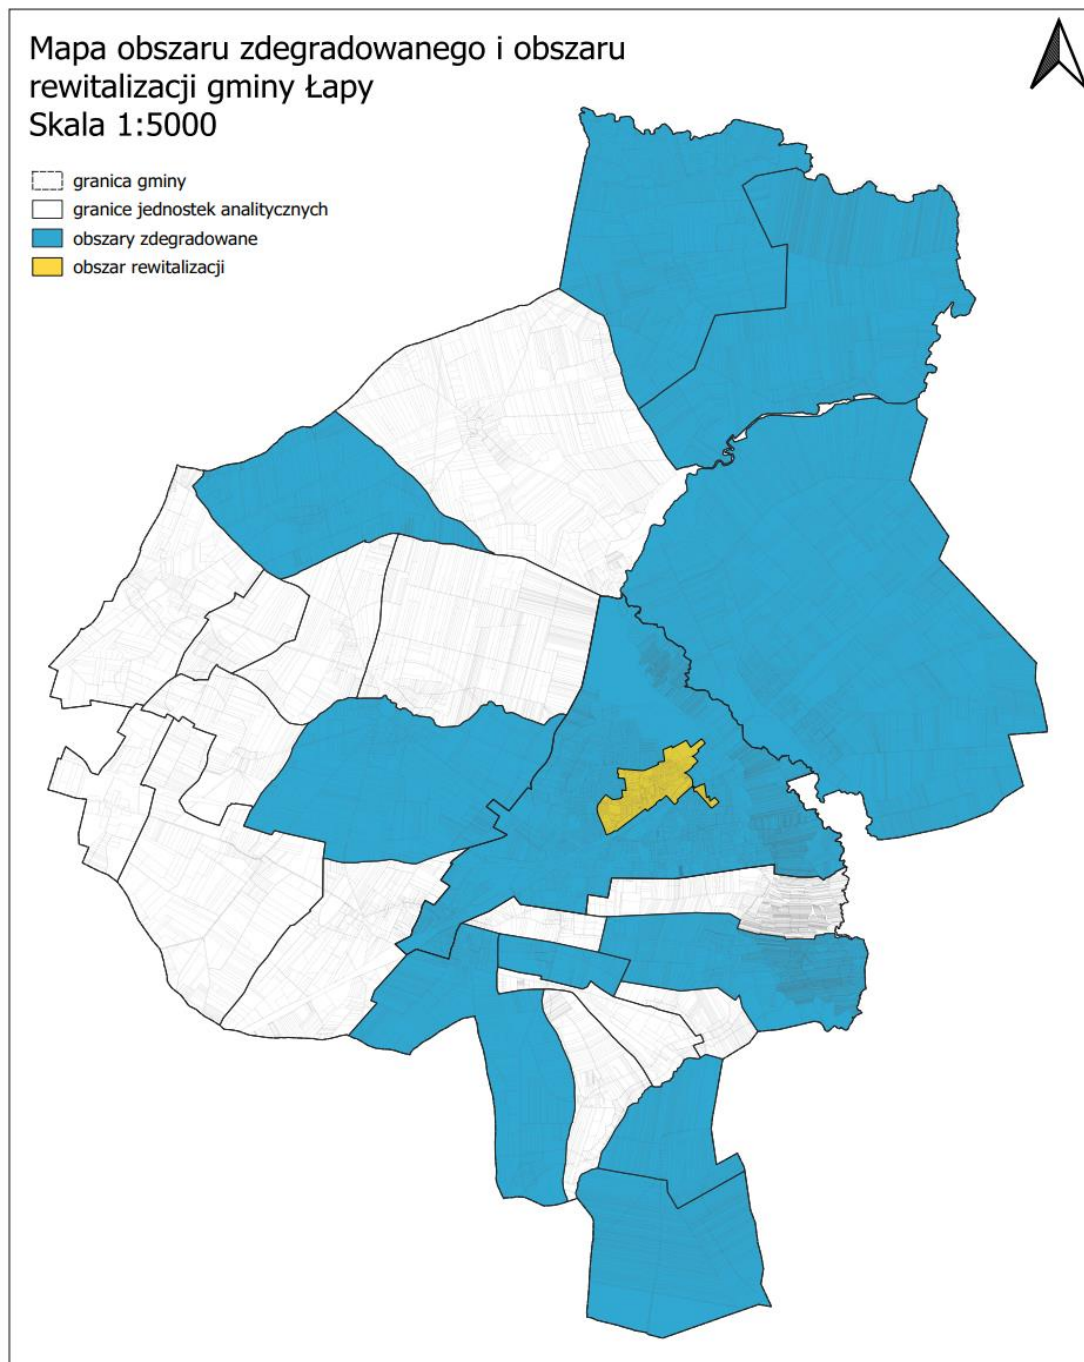 Mapa obszaru zdegradowanego i obszaru
rewitalizacji gminy Łapy
Skala 1:5000
granica gminy
granice jednostek analitycznych
obszary zdegradowane
obszar rewitalizacji